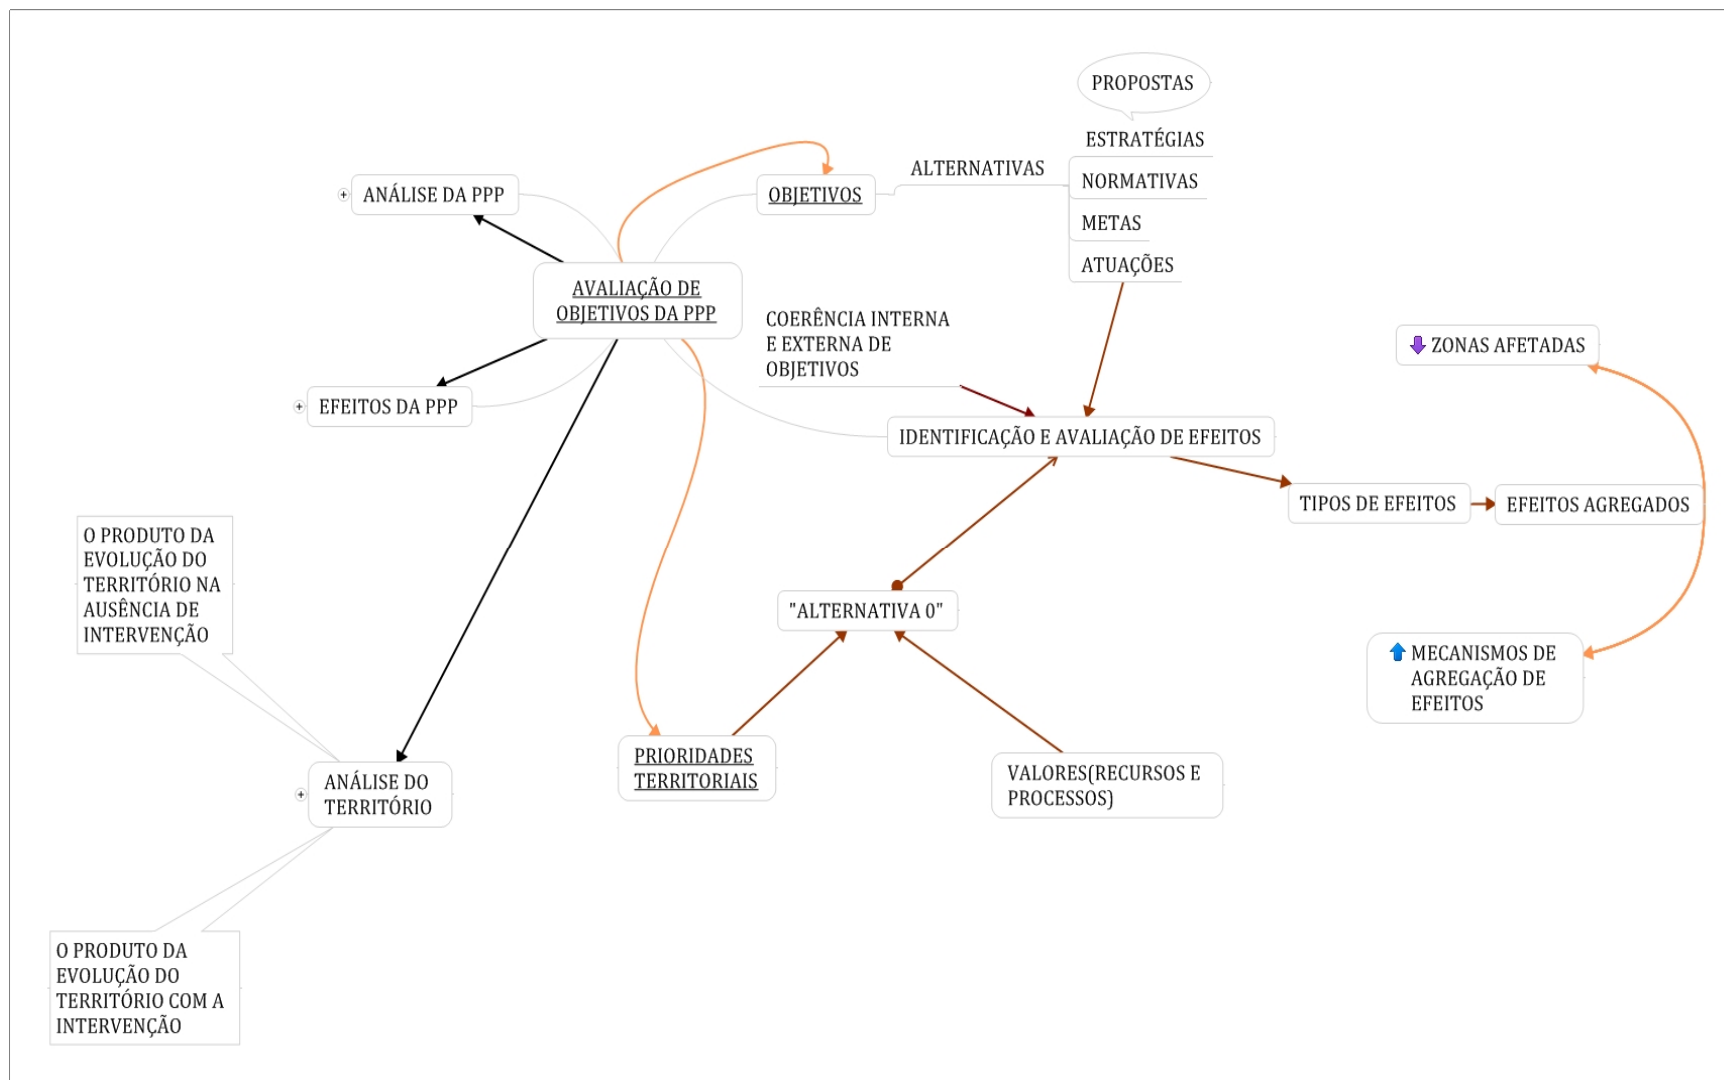 PROPOSTAS
ESTRATÉGIAS
ALTERNATIVAS
NORMATIVAS
METAS
ATUAÇÕES
OBJETIVOS
ANÁLISE DA PPP
AVALIAÇÃO DE
OBJETIVOS DA PPP
EFEITOS DA PPP
COERÊNCIA INTERNA
E EXTERNA DE
OBJETIVOS
ZONAS AFETADAS
IDENTIFICAÇÃO E AVALIAÇÃO DE EFEITOS
TIPOS DE EFEITOS
EFEITOS AGREGADOS
O PRODUTO DA
EVOLUÇÃO DO
TERRITÓRIO NA
AUSÊNCIA DE
INTERVENÇÃO
"ALTERNATIVA 0"
MECANISMOS DE
AGREGAÇÃO DE
EFEITOS
PRIORIDADES
TERRITORIAIS
VALORES(RECURSOS E
PROCESSOS)
ANÁLISE DO
TERRITÓRIO
O PRODUTO DA
EVOLUÇÃO DO
TERRITÓRIO COM A
INTERVENÇÃO